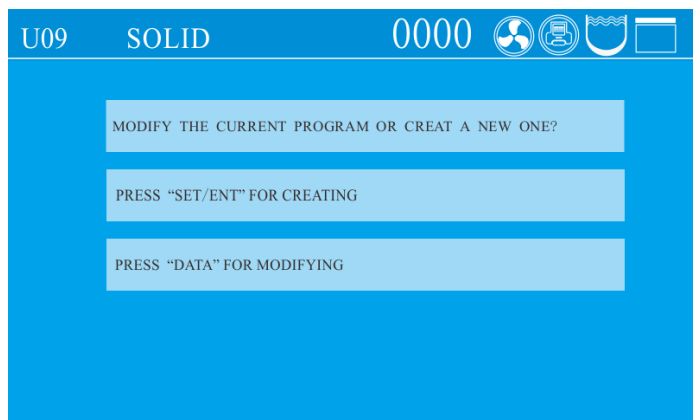 U09 SOLID 0000
MODIFY THE CURRENT PROGRAM OR CREAT A NEW ONE?
PRESS “SET/ENT” FOR CREATING
PRESS “DATA” FOR MODIFYING